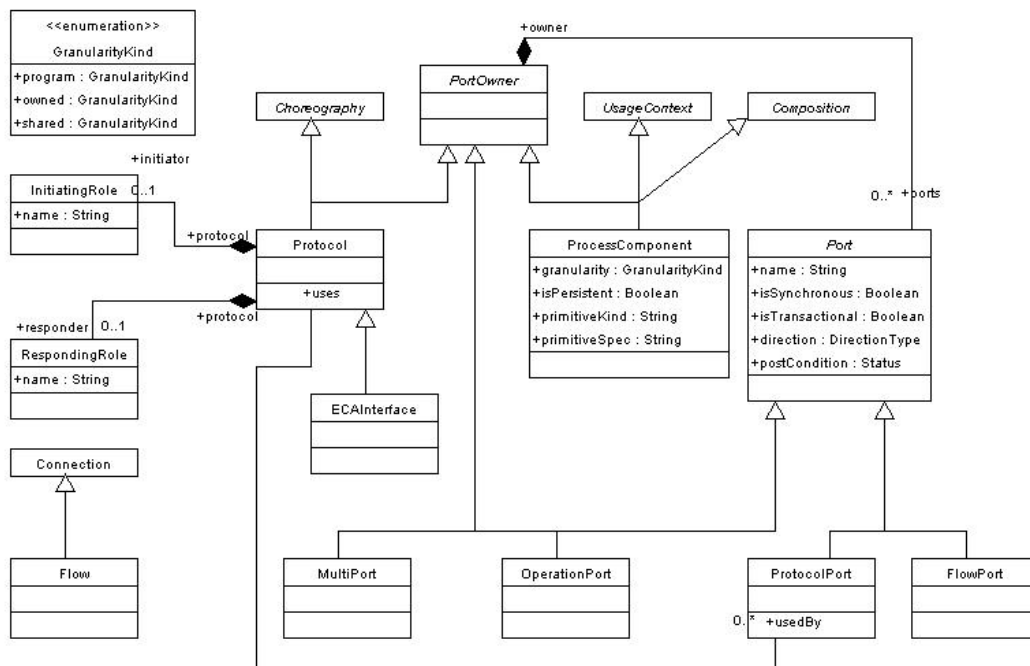 <<enumeration>>
GranularityKind
+program : GranularityKind
+owned : GranularityKind
+shared : GranularityKind
+owner
PortOwner
Choreography
UsageContext
Composition
+initiator
0..1
InitiatingRole
+name : String
+protocol
Protocol
+uses
+protocol
+responder
0..1
RespondingRole
+name : String
ProcessComponent
+granularity : GranularityKind
+isPersistent : Boolean
+primitiveKind : String
+primitiveSpec : String
0..*
+ports
Port
+name : String
+isSynchronous : Boolean
+isTransactional : Boolean
+direction : DirectionType
+postCondition : Status
ECAInterface
Connection
Flow
MultiPort
OperationPort
ProtocolPort
0..*
+usedBy
FlowPort